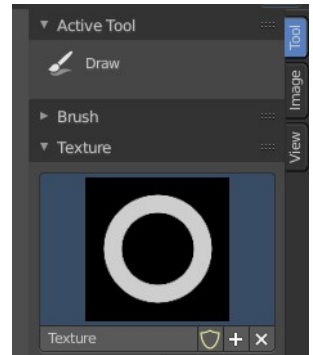 Active Tool
Draw
Brush
Texture
Texture
Tool
Image
View